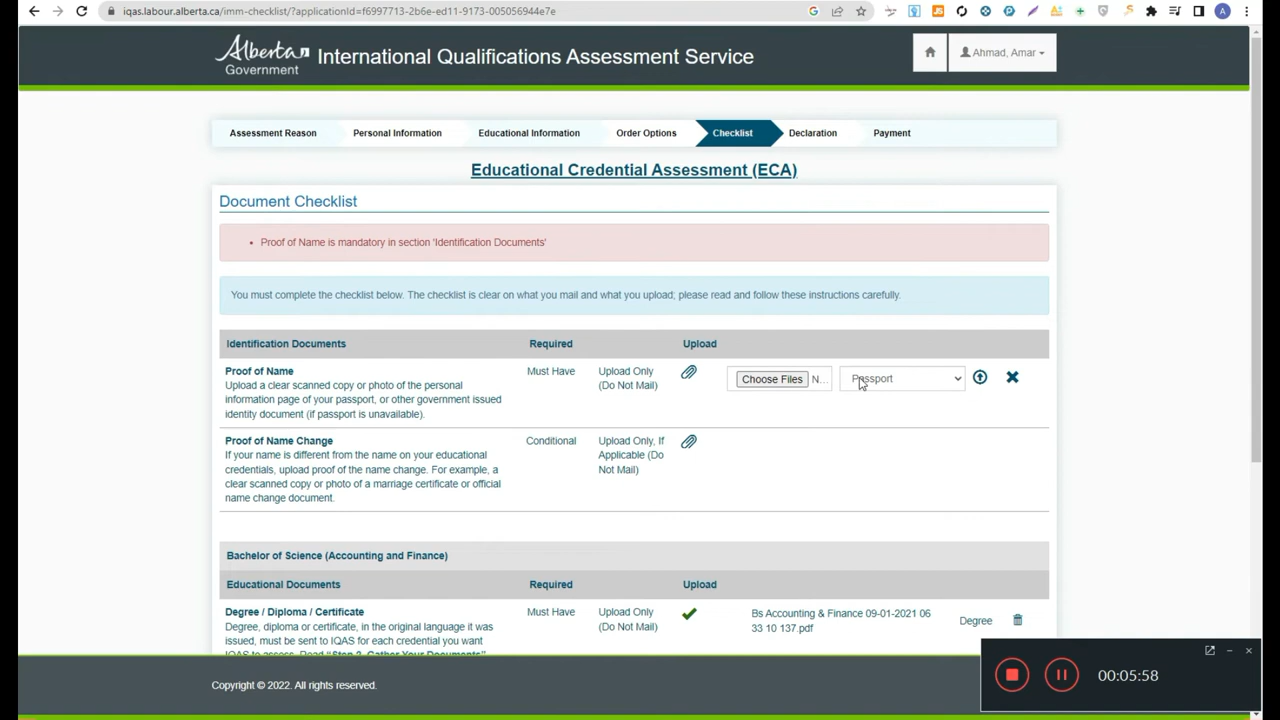 iqas.labour.alberta.ca/imm-checklist/?applicationId=f6997713-2b6e-ed11-9173-005056944e7e
Alberta
Government
International Qualifications Assessment Service
Ahmad, Amar
Assessment Reason
Personal Information
Educational Information
Order Options
Checklist
Declaration
Payment
Educational Credential Assessment (ECA)
Document Checklist
• Proof of Name is mandatory in section 'Identification Documents'
You must complete the checklist below. The checklist is clear on what you mail and what you upload; please read and follow these instructions carefully.
Identification Documents Required Upload
Proof of Name
Upload a clear scanned copy or photo of the personal
information page of your passport, or other government issued
identity document (if passport is unavailable).
Must Have
Upload Only
(Do Not Mail)
Choose Files N...
Passport
Proof of Name Change
If your name is different from the name on your educational
credentials, upload proof of the name change. For example, a
clear scanned copy or photo of a marriage certificate or official
name change document.
Conditional
Upload Only, If
Applicable (Do
Not Mail)
Bachelor of Science (Accounting and Finance)
Educational Documents Required Upload
Degree / Diploma / Certificate
Degree, diploma or certificate, in the original language it was
issued, must be sent to IQAS for each credential you want
IQAS to assess. Read "Step 2. Gather Your Documents"
Must Have
Upload Only
(Do Not Mail)
Bs Accounting & Finance 09-01-2021 06
33 10 137.pdf
Degree
Copyright © 2022. All rights reserved.
00:05:58